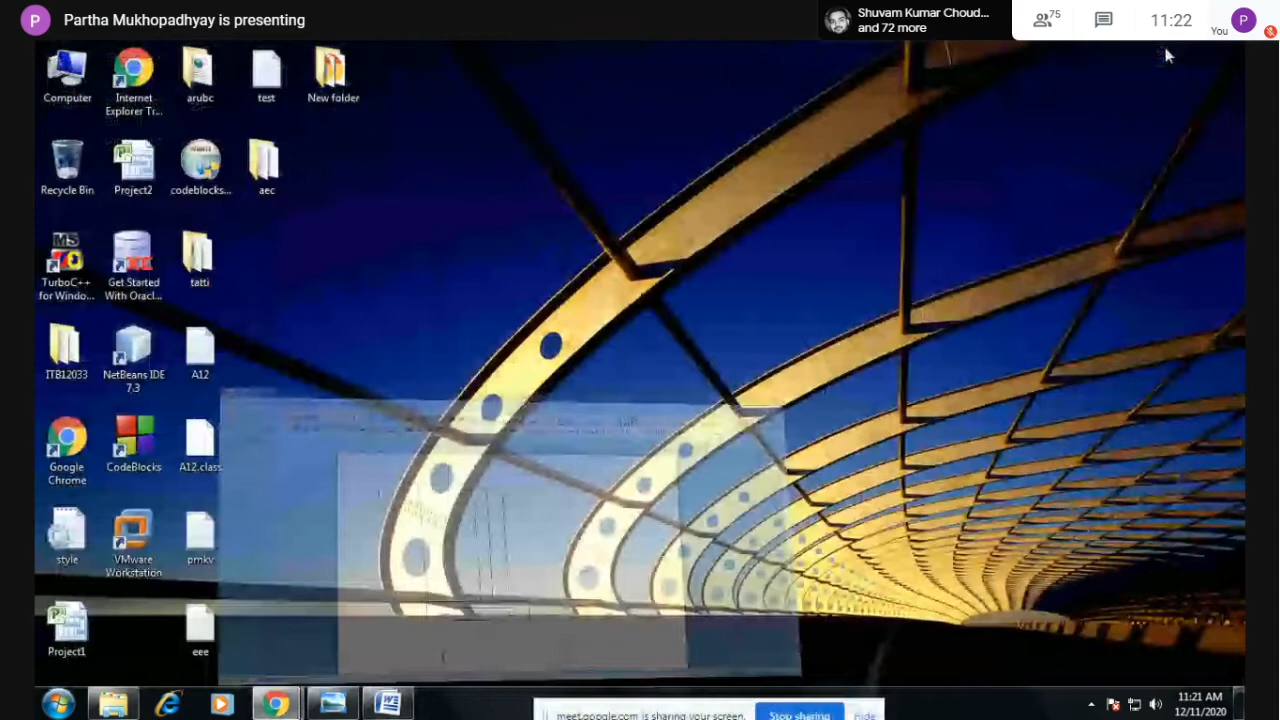 P
Partha Mukhopadhyay is presenting
Shuvam Kumar Choud...
and 72 more
75
11:22
You
P
Computer
Internet
Explorer Tr...
arubc
test
New folder
Recycle Bin
Project2
codeblocks...
aec
MS
TurboC++
for Windo...
Get Started
With Oracl...
tatti
ITB12033
NetBeans IDE
7.3
A12
Google
Chrome
CodeBlocks
A12.class
style
VMware
Workstation
pmkv
Project1
eee
meet.google.com is sharing your screen.
Stop sharing
Hide
11:21 AM
12/11/2020